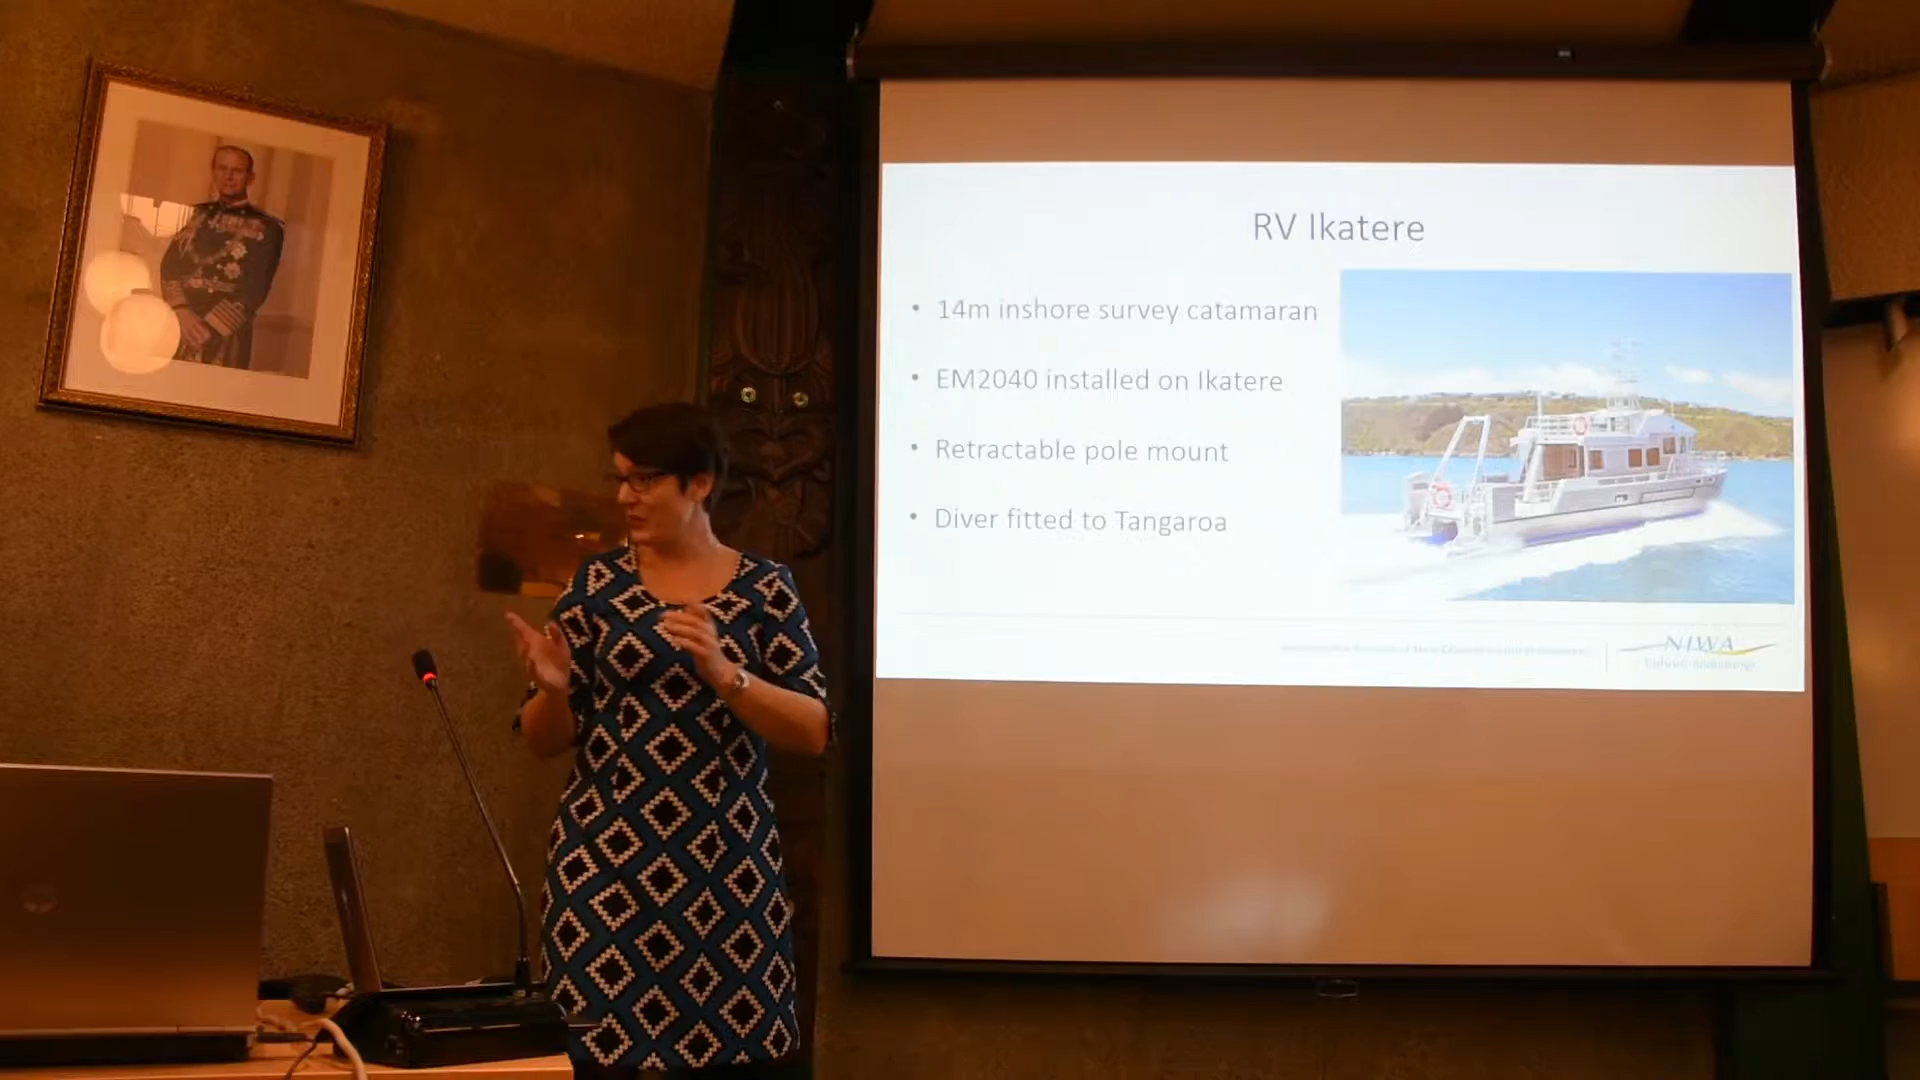 RV Ikatere
• 14m inshore survey catamaran
• EM2040 installed on Ikatere
• Retractable pole mount
• Diver fitted to Tangaroa
NIWA